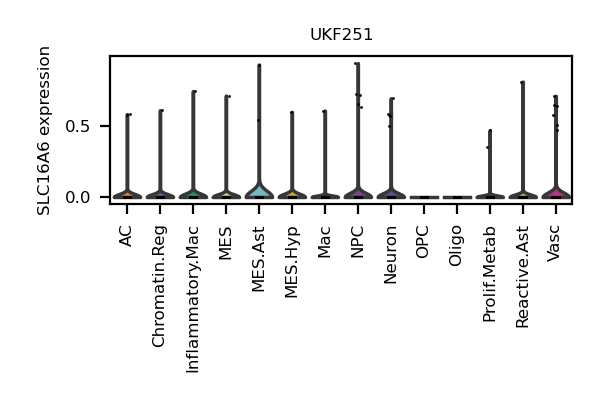 UKF251
SLC16A6 expression
0.5
0.0
AC
Chromatin.Reg
Inflammatory.Mac
MES
MES.Ast
MES.Hyp
Mac
NPC
Neuron
OPC
Oligo
Prolif.Metab
Reactive.Ast
Vasc